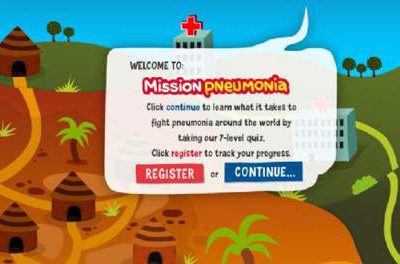 WELCOME TO:
Mission Pneumonia
Click continue to learn what it takes to
fight pneumonia around the world by
taking our 7-level quiz.
Click register to track your progress.
REGISTER or CONTINUE...